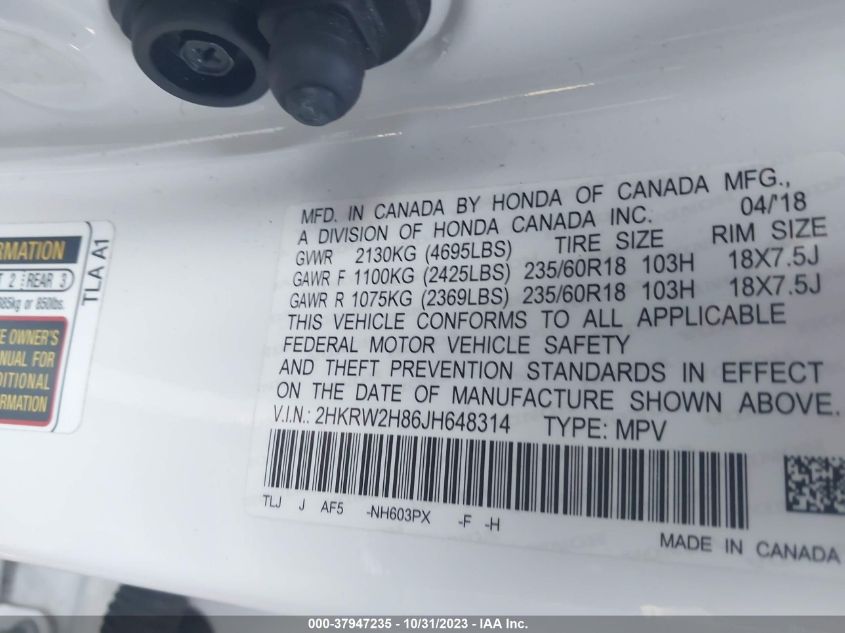 MFD. IN CANADA BY HONDA OF CANADA MFG.,
A DIVISION OF HONDA CANADA INC. 04/'18
GVWR 2130KG (4695LBS) TIRE SIZE RIM SIZE
GAWR F 1100KG (2425LBS) 235/60R18 103H 18X7.5J
GAWR R 1075KG (2369LBS) 235/60R18 103H 18X7.5J
THIS VEHICLE CONFORMS TO ALL APPLICABLE
FEDERAL MOTOR VEHICLE SAFETY
AND THEFT PREVENTION STANDARDS IN EFFECT
ON THE DATE OF MANUFACTURE SHOWN ABOVE.
V.I.N.: 2HKRW2H86JH648314 TYPE: MPV
TLJ J AF5 -NH603PX -F -H
MADE IN CANADA
ORMATION
T 2 REAR 3
385kg or 850lbs.
E OWNER'S
NUAL FOR
DITIONAL
RMATION
TLA A1
000-37947235 - 10/31/2023 - IAA Inc.